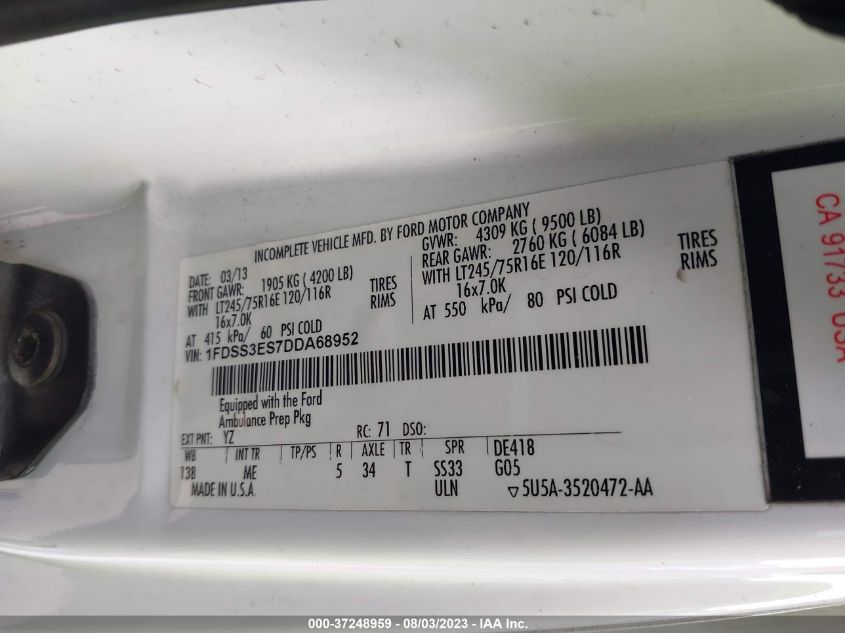 INCOMPLETE VEHICLE MFD. BY FORD MOTOR COMPANY
DATE: 03/13
GVWR: 4309 KG ( 9500 LB)
FRONT GAWR: 1905 KG ( 4200 LB)
REAR GAWR: 2760 KG ( 6084 LB)
WITH LT245/75R16E 120/116R TIRES
WITH LT245/75R16E 120/116R TIRES
16x7.0K RIMS
16x7.0K RIMS
AT 415 kPa/ 60 PSI COLD
AT 550 kPa/ 80 PSI COLD
VIN: 1FDSS3ES7DDA68952
Equipped with the Ford
Ambulance Prep Pkg
EXT PNT: YZ RC: 71 DSO:
WB INT TR TP/PS R AXLE TR SPR DE418
138 ME 5 34 T SS33 G05
MADE IN U.S.A. ULN ▽5U5A-3520472-AA
CA 91733 USA
000-37248959 - 08/03/2023 - Copyright © IAA, Inc.